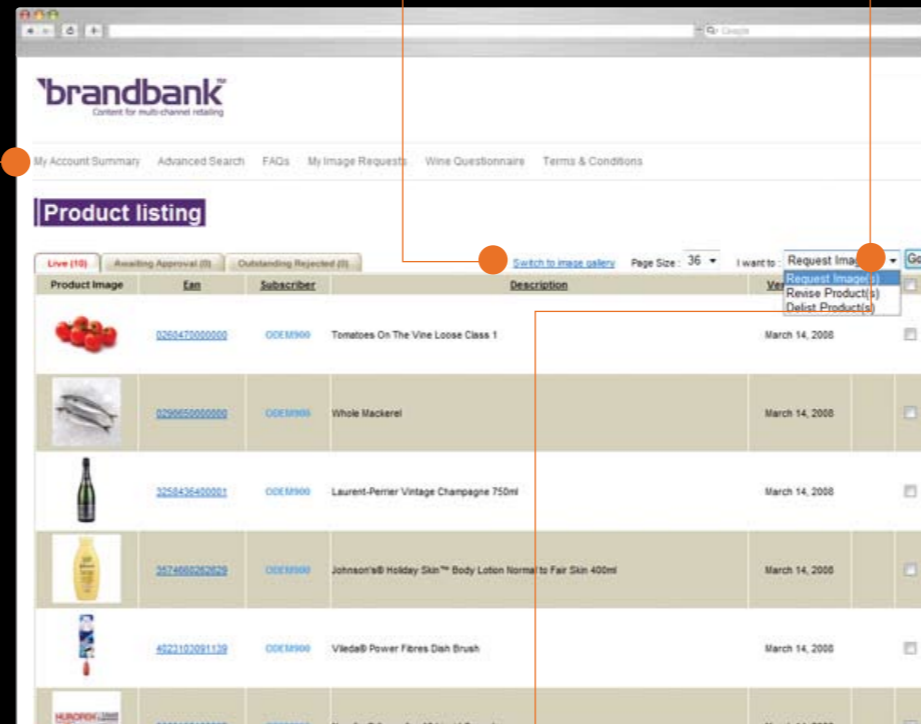 Google
brandbank™
Content for multi-channel retailing
My Account Summary Advanced Search FAQs My Image Requests Wine Questionnaire Terms & Conditions
Product listing
Live (10) Awaiting Approval (0) Outstanding Rejected (0) Switch to image gallery Page Size : 36 I want to : Request Ima Go
Request Image(s)
Revise Product(s)
Delist Product(s)
Product Image Ean Subscriber Description
0260470000000 ODEM900 Tomatoes On The Vine Loose Class 1 March 14, 2008
0290650000000 ODEM900 Whole Mackerel March 14, 2008
3258436400001 ODEM900 Laurent-Perrier Vintage Champagne 750ml March 14, 2008
3574660262629 ODEM900 Johnson's® Holiday Skin™ Body Lotion Normal to Fair Skin 400ml March 14, 2008
4023103091139 ODEM900 Vileda® Power Fibres Dish Brush March 14, 2008
NUROFEN